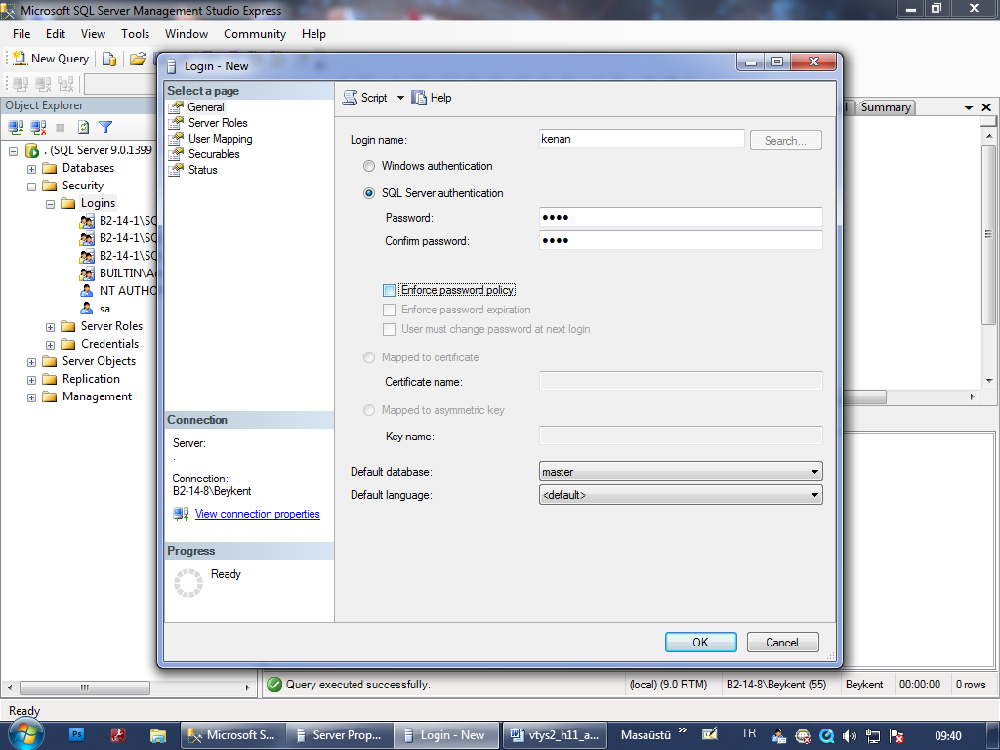 Microsoft SQL Server Management Studio Express
File Edit View Tools Window Community Help
New Query
Object Explorer
. (SQL Server 9.0.1399
Databases
Security
Logins
B2-14-1\SQ
B2-14-1\SQ
B2-14-1\SQ
BUILTIN\A
NT AUTHO
sa
Server Roles
Credentials
Server Objects
Replication
Management
Login - New
Select a page
General
Server Roles
User Mapping
Securables
Status
Connection
Server:
.
Connection:
B2-14-8\Beykent
View connection properties
Progress
Ready
Script Help
Login name: kenan Search...
Windows authentication
SQL Server authentication
Password: ●●●●
Confirm password: ●●●●
Enforce password policy
Enforce password expiration
User must change password at next login
Mapped to certificate
Certificate name:
Mapped to asymmetric key
Key name:
Default database: master
Default language: <default>
OK Cancel
Summary
Query executed successfully. (local) (9.0 RTM) B2-14-8\Beykent (55) Beykent 00:00:00 0 rows
Ready
Ps Microsoft S... Server Prop... Login - New vtys2_h11_a... Masaüstü » TR 09:40